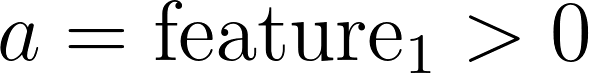 a = feature₁ > 0